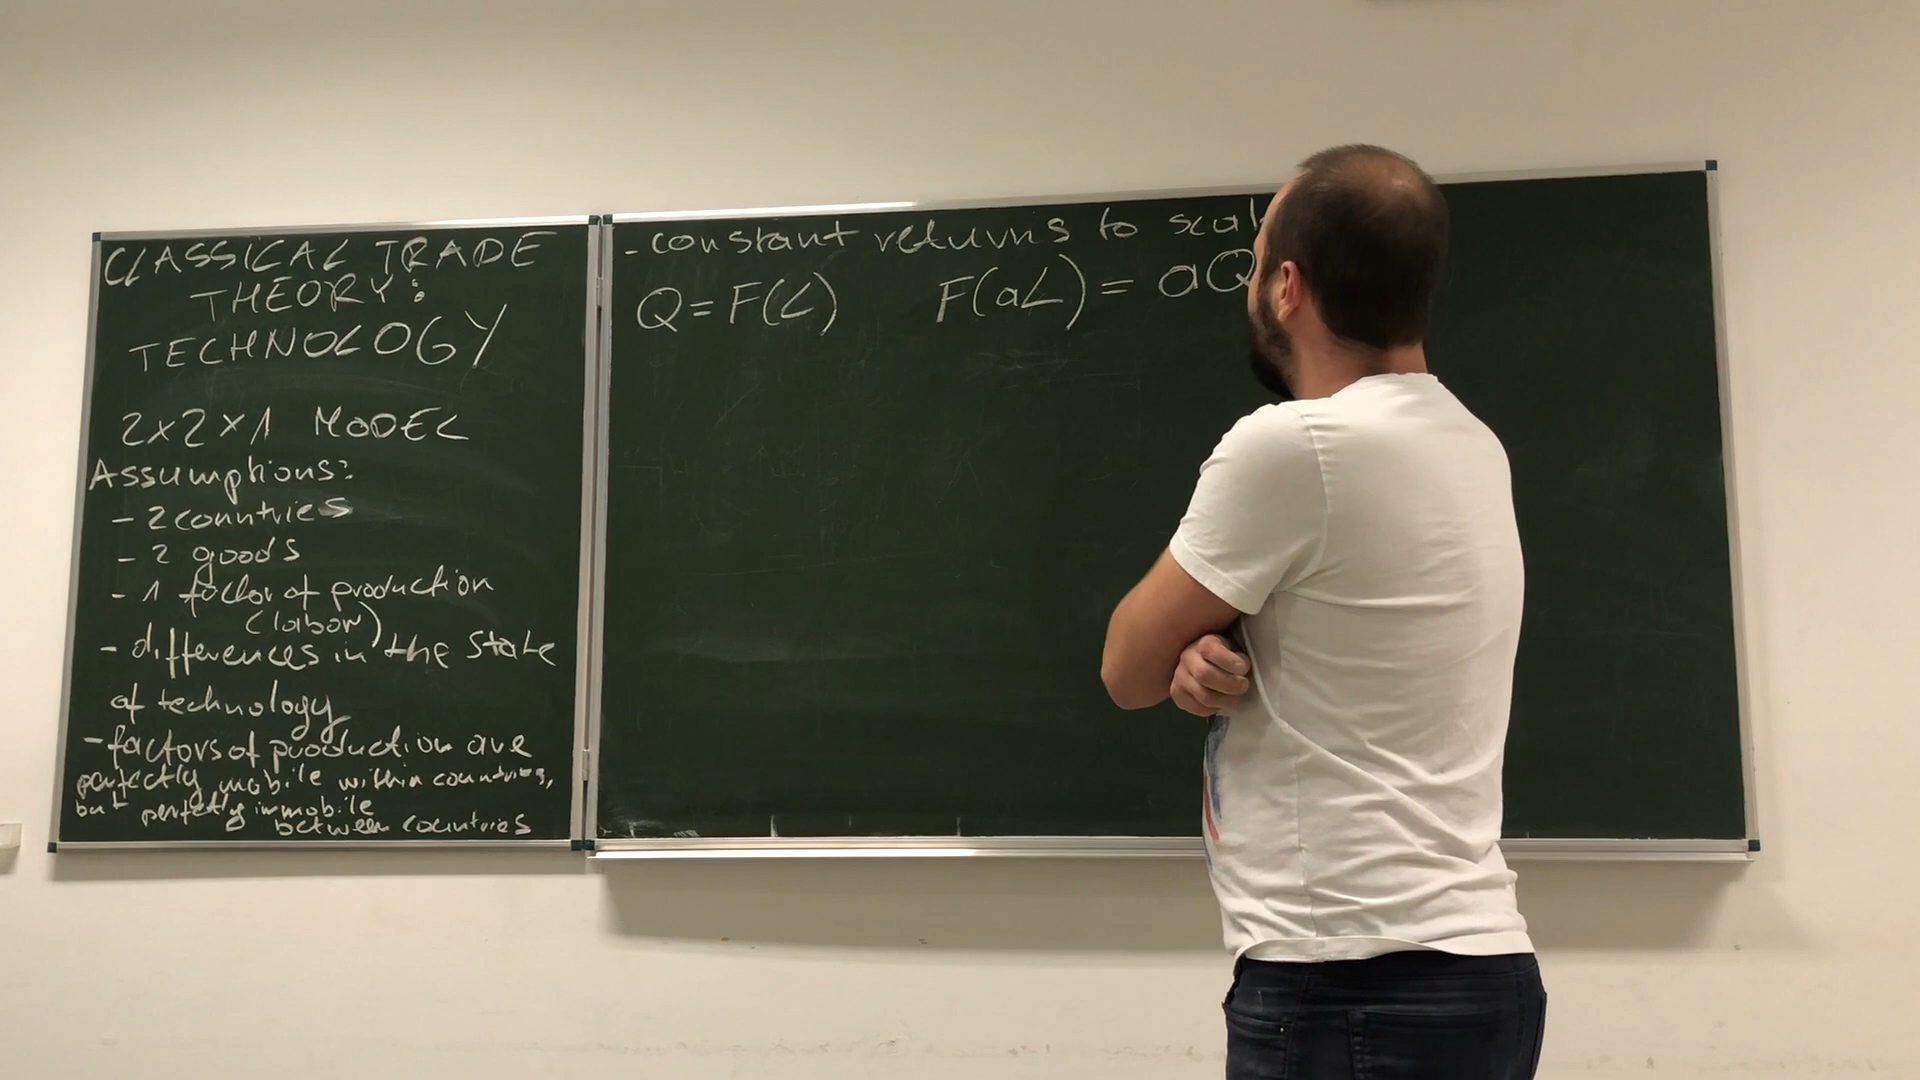 CLASSICAL TRADE
THEORY:
TECHNOLOGY
2x2x1 MODEL
Assumptions:
- 2 countries
- 2 goods
- 1 factor of production
(labor)
- differences in the state
of technology
- factors of production are
perfectly mobile within countries,
but perfectly immobile
between countries
- constant returns to scal
Q=F(L) F(aL) = aQ